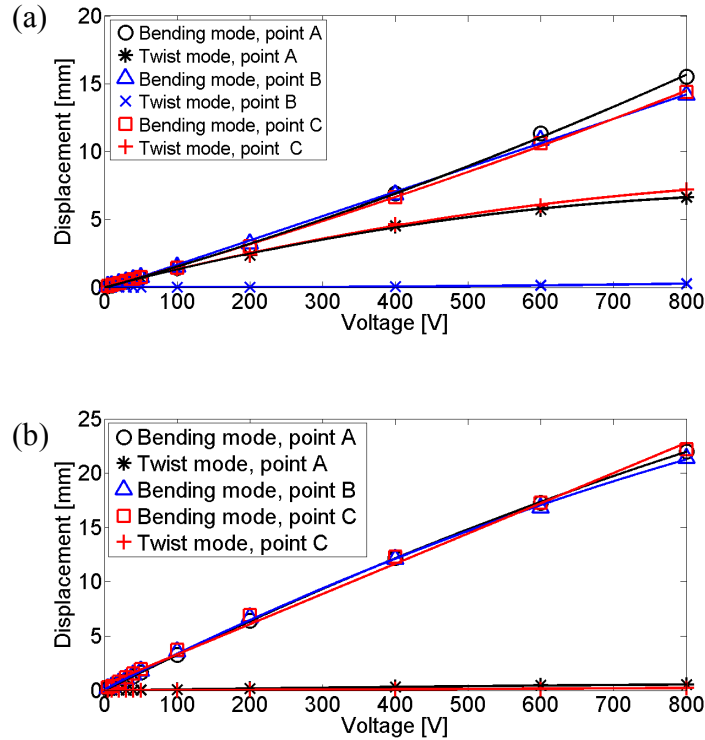 (a)
20
15
10
5
0
Displacement [mm]
Bending mode, point A
Twist mode, point A
Bending mode, point B
Twist mode, point B
Bending mode, point C
Twist mode, point C
0 100 200 300 400 500 600 700 800
Voltage [V]
(b)
25
20
15
10
5
0
Displacement [mm]
Bending mode, point A
Twist mode, point A
Bending mode, point B
Bending mode, point C
Twist mode, point C
0 100 200 300 400 500 600 700 800
Voltage [V]